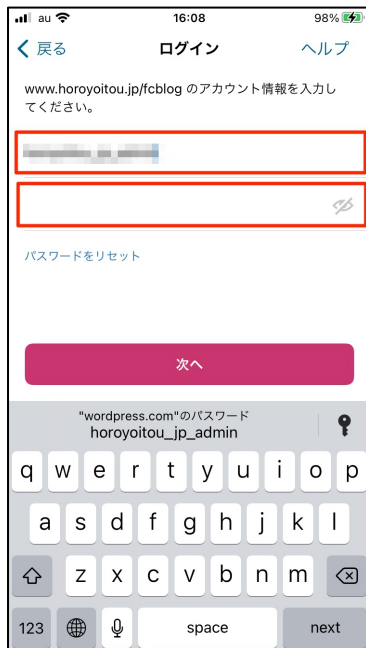 au 16:08 98%
戻る ログイン ヘルプ
www.horoyoitou.jp/fcblog のアカウント情報を入力し
てください。
パスワードをリセット
次へ
"wordpress.com"のパスワード
horoyoitou_jp_admin
q w e r t y u i o p
a s d f g h j k l
z x c v b n m
123 space next